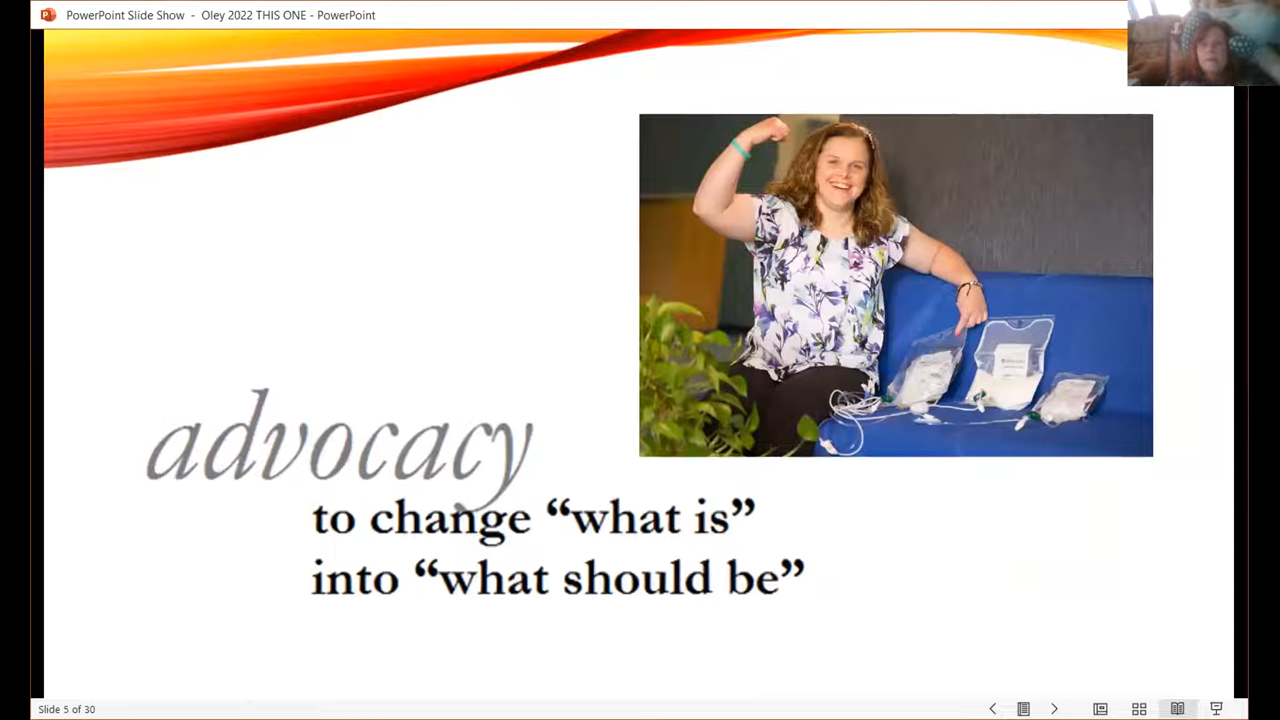 PowerPoint Slide Show - Oley 2022 THIS ONE - PowerPoint
advocacy
to change “what is”
into “what should be”
Slide 5 of 30